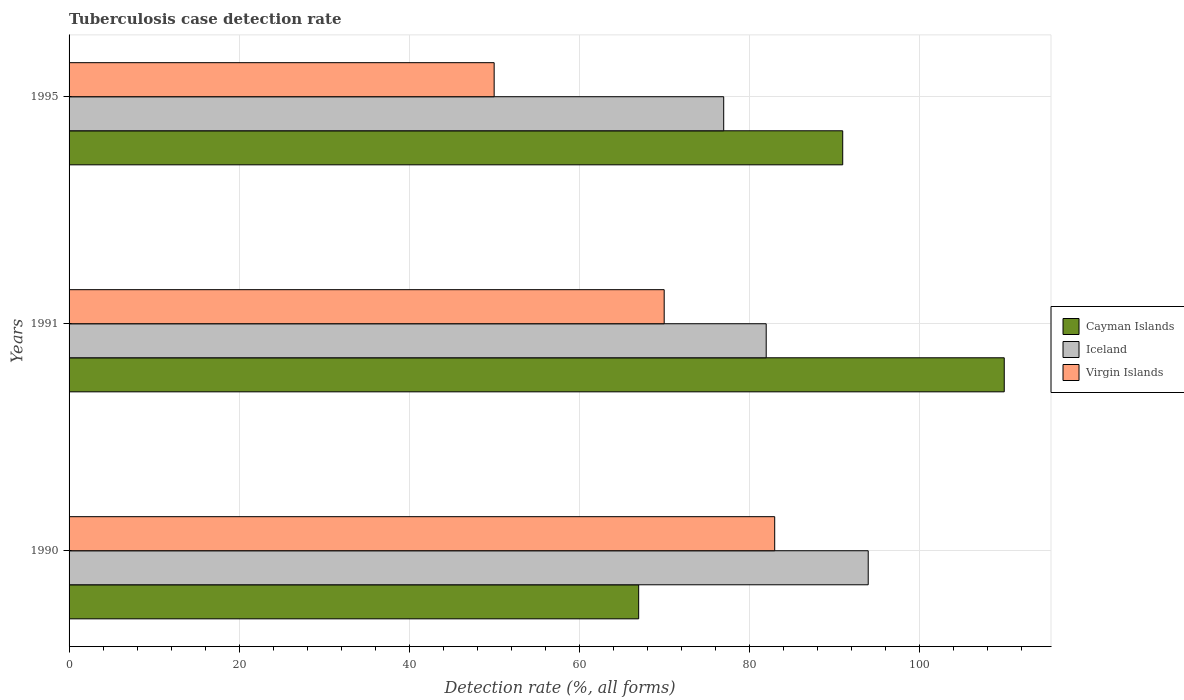 Tuberculosis case detection rate
1995
1991
1990
Years
0
20
40
60
80
100
Detection rate (%, all forms)
Cayman Islands
Iceland
Virgin Islands